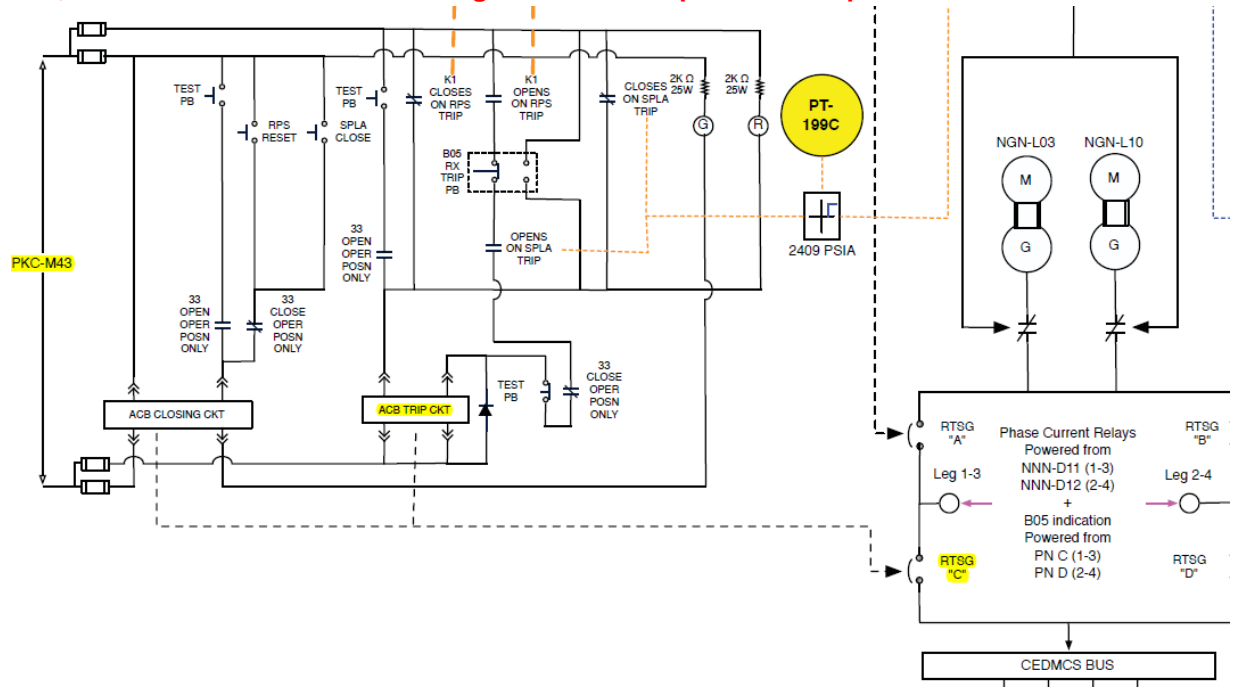 TEST
PB
RPS
RESET
SPLA
CLOSE
TEST
PB
K1
CLOSES
ON RPS
TRIP
K1
OPENS
ON RPS
TRIP
CLOSES
ON SPLA
TRIP
2K Ω
25W
2K Ω
25W
G
R
PT-
199C
B05
RX
TRIP
PB
OPENS
ON SPLA
TRIP
2409 PSIA
NGN-L03
NGN-L10
M
G
M
G
PKC-M43
33
OPEN
OPER
POSN
ONLY
33
CLOSE
OPER
POSN
ONLY
33
OPEN
OPER
POSN
ONLY
TEST
PB
33
CLOSE
OPER
POSN
ONLY
ACB CLOSING CKT
ACB TRIP CKT
RTSG
"A"
Phase Current Relays
Powered from
NNN-D11 (1-3)
NNN-D12 (2-4)
+
B05 indication
Powered from
PN C (1-3)
PN D (2-4)
RTSG
"B"
Leg 1-3
Leg 2-4
RTSG
"C"
RTSG
"D"
CEDMCS BUS